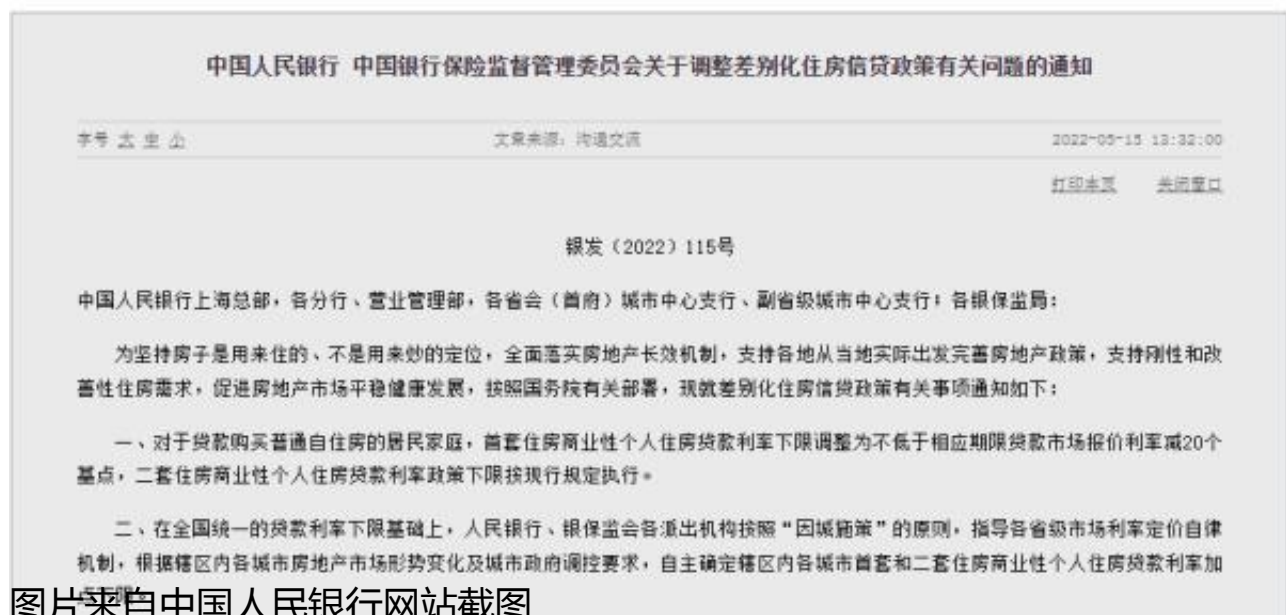 中国人民银行 中国银行保险监督管理委员会关于调整差别化住房信贷政策有关问题的通知
字号 大 中 小 文章来源：沟通交流 2022-05-15 13:32:00
打印本页 关闭窗口
银发（2022）115号
中国人民银行上海总部，各分行、营业管理部，各省会（首府）城市中心支行、副省级城市中心支行；各银保监局：
为坚持房子是用来住的、不是用来炒的定位，全面落实房地产长效机制，支持各地从当地实际出发完善房地产政策，支持刚性和改
善性住房需求，促进房地产市场平稳健康发展，按照国务院有关部署，现就差别化住房信贷政策有关事项通知如下：
一、对于贷款购买普通自住房的居民家庭，首套住房商业性个人住房贷款利率下限调整为不低于相应期限贷款市场报价利率减20个
基点，二套住房商业性个人住房贷款利率政策下限按现行规定执行。
二、在全国统一的贷款利率下限基础上，人民银行、银保监会各派出机构按照“因城施策”的原则，指导各省级市场利率定价自律
机制，根据辖区内各城市房地产市场形势变化及城市政府调控要求，自主确定辖区内各城市首套和二套住房商业性个人住房贷款利率加
点下限。
图片来自中国人民银行网站截图